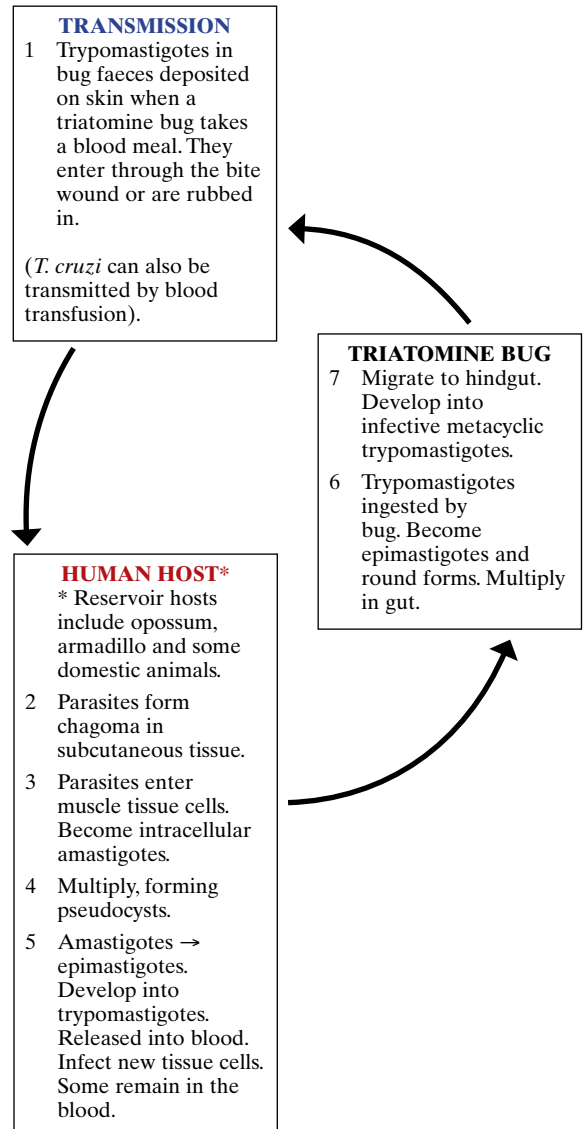 TRANSMISSION
1 Trypomastigotes in
bug faeces deposited
on skin when a
triatomine bug takes
a blood meal. They
enter through the bite
wound or are rubbed
in.
(T. cruzi can also be
transmitted by blood
transfusion).
HUMAN HOST*
* Reservoir hosts
include opossum,
armadillo and some
domestic animals.
2 Parasites form
chagoma in
subcutaneous tissue.
3 Parasites enter
muscle tissue cells.
Become intracellular
amastigotes.
4 Multiply, forming
pseudocysts.
5 Amastigotes →
epimastigotes.
Develop into
trypomastigotes.
Released into blood.
Infect new tissue cells.
Some remain in the
blood.
TRIATOMINE BUG
7 Migrate to hindgut.
Develop into
infective metacyclic
trypomastigotes.
6 Trypomastigotes
ingested by
bug. Become
epimastigotes and
round forms. Multiply
in gut.